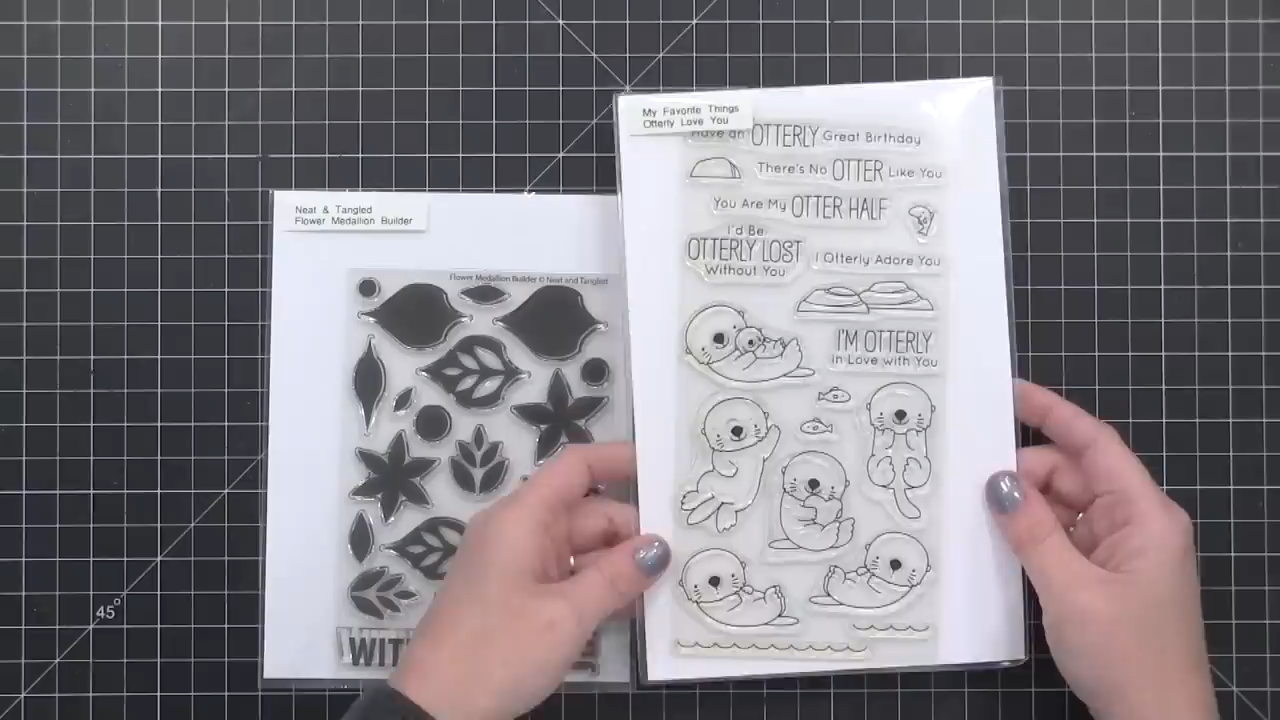 My Favorite Things
Otterly Love You
Have an OTTERLY Great Birthday
There's No OTTER Like You
You Are My OTTER HALF
I'd Be
OTTERLY LOST
Without You
I Otterly Adore You
I'M OTTERLY
in Love with You
Neat & Tangled
Flower Medallion Builder
Flower Medallion Builder © Neat and Tangled
WIT
45°